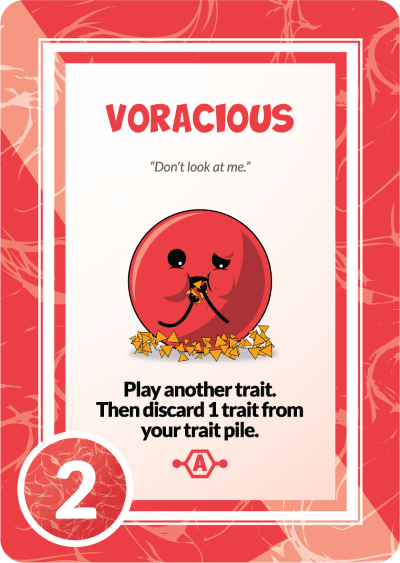 VORACIOUS
“Don’t look at me.”
Play another trait.
Then discard 1 trait from
your trait pile.
A
2